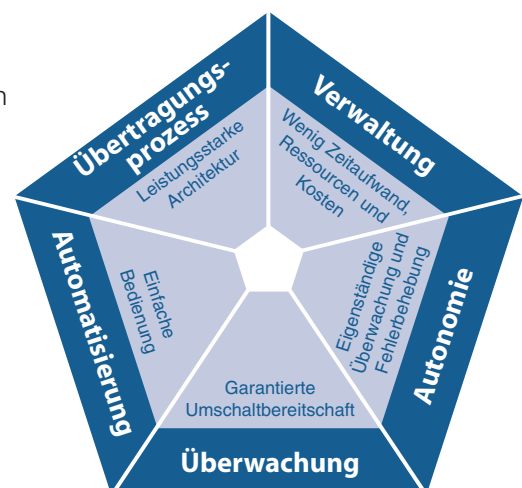 n
Übertragungs-
prozess
Leistungsstarke
Architektur
Verwaltung
Wenig Zeitaufwand,
Ressourcen und
Kosten
Autonomie
Eigenständige
Überwachung und
Fehlerbehebung
Überwachung
Garantierte
Umschaltbereitschaft
Automatisierung
Einfache
Bedienung